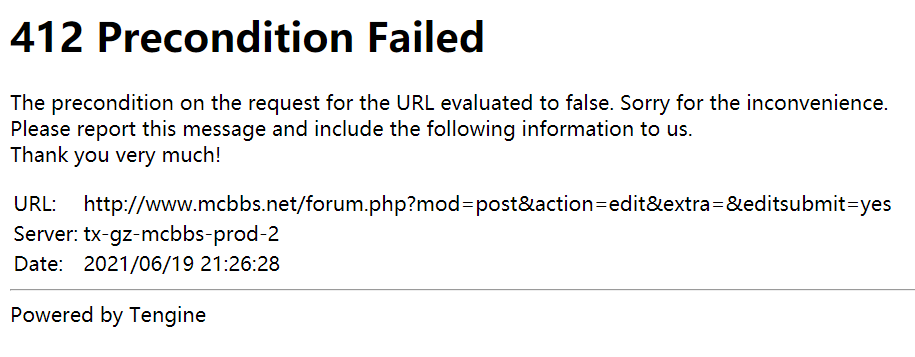 412 Precondition Failed
The precondition on the request for the URL evaluated to false. Sorry for the inconvenience.
Please report this message and include the following information to us.
Thank you very much!
URL: http://www.mcbbs.net/forum.php?mod=post&action=edit&extra=&editsubmit=yes
Server: tx-gz-mcbbs-prod-2
Date: 2021/06/19 21:26:28
Powered by Tengine